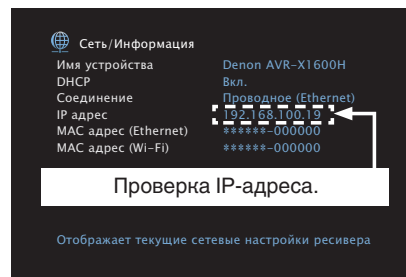 Сеть/Информация
Имя устройства Denon AVR-X1600H
DHCP Вкл.
Соединение Проводное (Ethernet)
IP адрес 192.168.100.19
MAC адрес (Ethernet) ******-000000
MAC адрес (Wi-Fi) ******-000000
Проверка IP-адреса.
Отображает текущие сетевые настройки ресивера